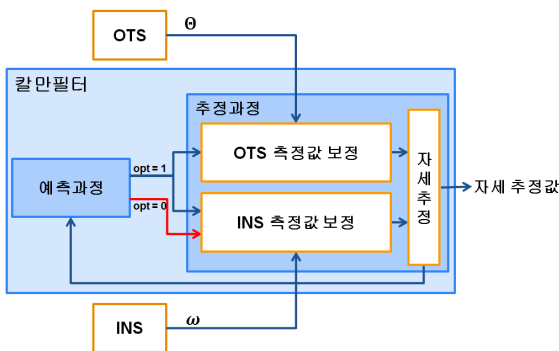 OTS
Θ
칼만필터
추정과정
OTS 측정값 보정
opt = 1
예측과정
opt = 0
INS 측정값 보정
자세추정
자세 추정값
INS
ω